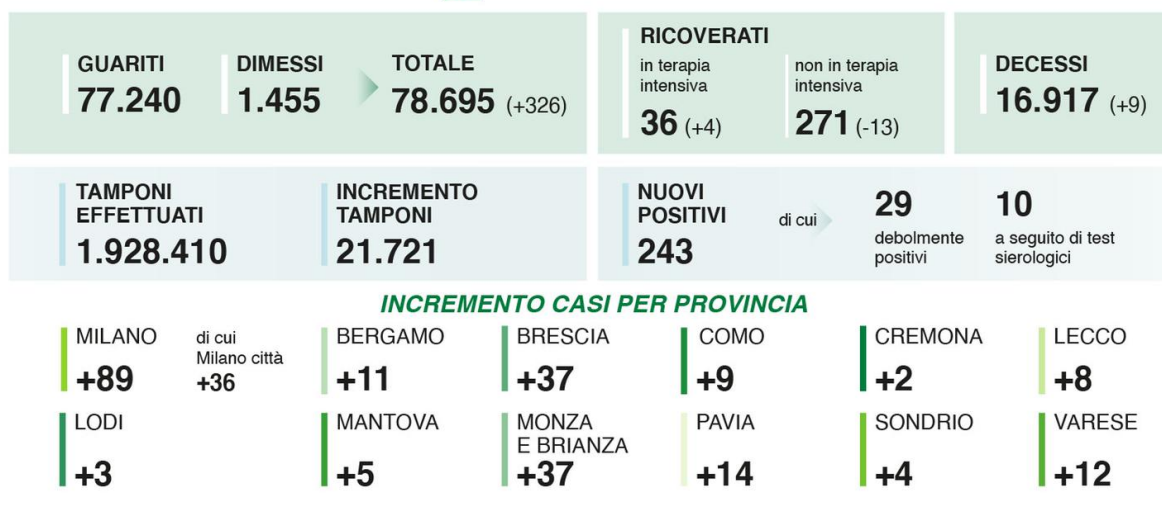 GUARITI
77.240
DIMESSI
1.455
TOTALE
78.695 (+326)
RICOVERATI
in terapia
intensiva
36 (+4)
non in terapia
intensiva
271 (-13)
DECESSI
16.917 (+9)
TAMPONI
EFFETTUATI
1.928.410
INCREMENTO
TAMPONI
21.721
NUOVI
POSITIVI
243
di cui
29
debolmente
positivi
10
a seguito di test
sierologici
INCREMENTO CASI PER PROVINCIA
MILANO
+89
di cui
Milano città
+36
BERGAMO
+11
BRESCIA
+37
COMO
+9
CREMONA
+2
LECCO
+8
LODI
+3
MANTOVA
+5
MONZA
E BRIANZA
+37
PAVIA
+14
SONDRIO
+4
VARESE
+12